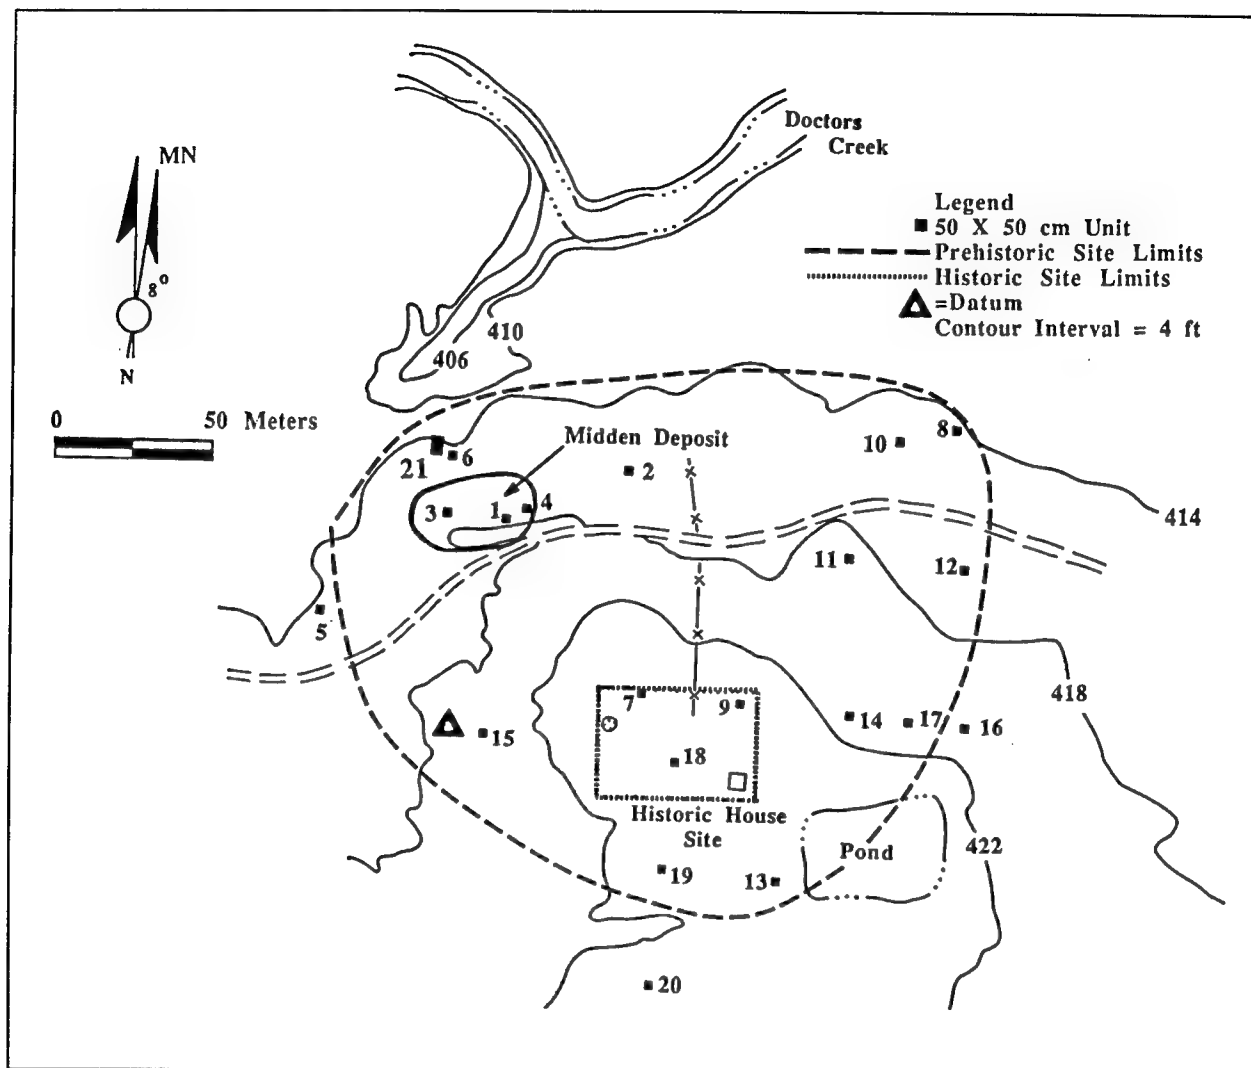 Doctors
Creek
MN
8°
N
Legend
50 X 50 cm Unit
Prehistoric Site Limits
Historic Site Limits
=Datum
Contour Interval = 4 ft
410
406
0 50 Meters
Midden Deposit
10
8
21
6
2
3
1
4
414
11
12
5
7
9
418
14
17
16
15
18
Historic House
Site
Pond
422
19
13
20